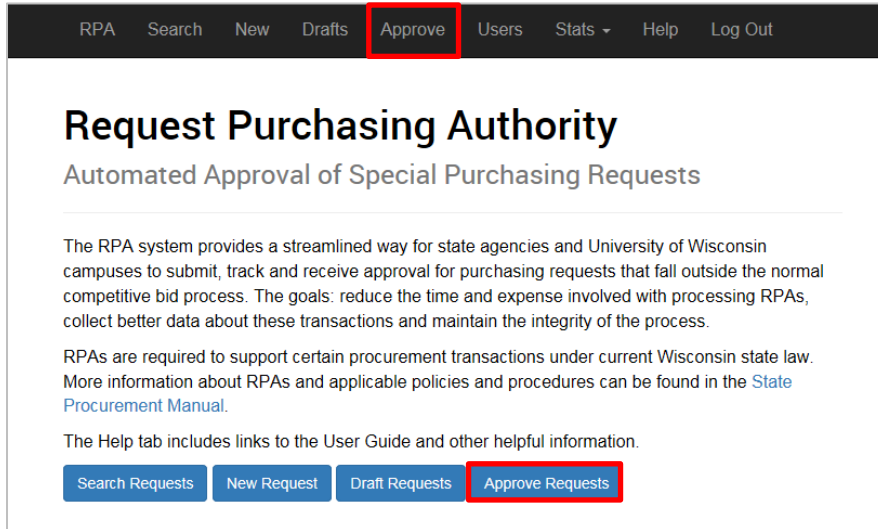 RPA Search New Drafts Approve Users Stats Help Log Out
Request Purchasing Authority
Automated Approval of Special Purchasing Requests
The RPA system provides a streamlined way for state agencies and University of Wisconsin
campuses to submit, track and receive approval for purchasing requests that fall outside the normal
competitive bid process. The goals: reduce the time and expense involved with processing RPAs,
collect better data about these transactions and maintain the integrity of the process.
RPAs are required to support certain procurement transactions under current Wisconsin state law.
More information about RPAs and applicable policies and procedures can be found in the State
Procurement Manual.
The Help tab includes links to the User Guide and other helpful information.
Search Requests New Request Draft Requests Approve Requests